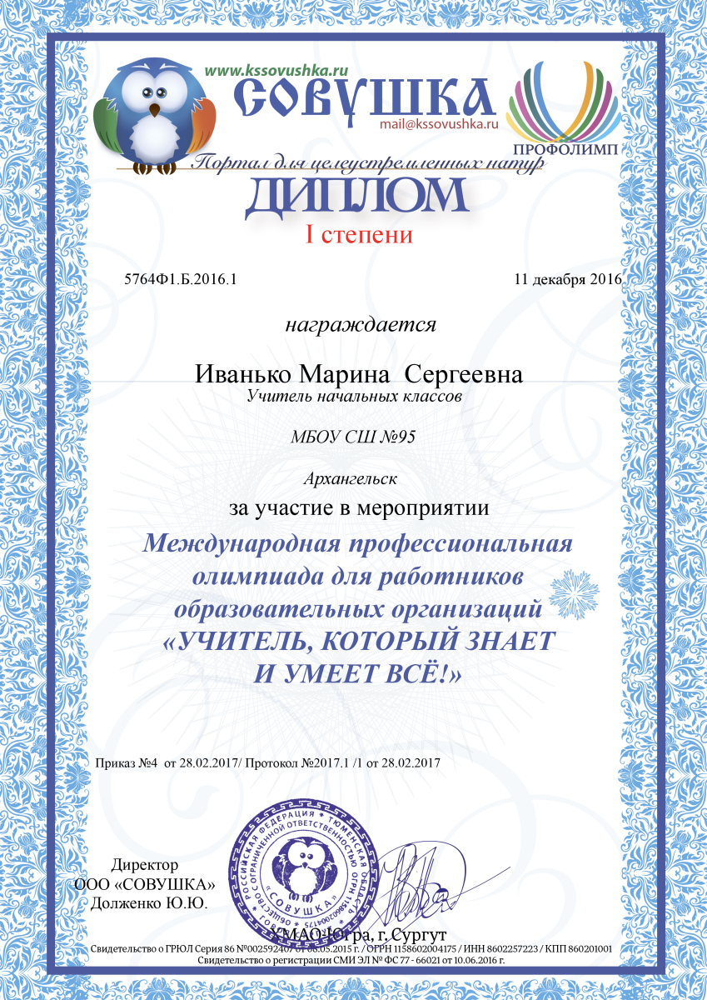 www.kssovushka.ru
СОВУШКА
mail@kssovushka.ru
ПРОФОЛИМП
Портал для целеустремленных натур
ДИПЛОМ
I степени
5764Ф1.Б.2016.1 11 декабря 2016
награждается
Иванько Марина Сергеевна
Учитель начальных классов
МБОУ СШ №95
Архангельск
за участие в мероприятии
Международная профессиональная
олимпиада для работников
образовательных организаций
«УЧИТЕЛЬ, КОТОРЫЙ ЗНАЕТ
И УМЕЕТ ВСЁ!»
Приказ №4 от 28.02.2017/ Протокол №2017.1 /1 от 28.02.2017
РОССИЙСКАЯ ФЕДЕРАЦИЯ * ТЮМЕНСКАЯ ОБЛАСТЬ
ОБЩЕСТВО С ОГРАНИЧЕННОЙ ОТВЕТСТВЕННОСТЬЮ ОГРН 1158602004175
«СОВУШКА»
Директор
ООО «СОВУШКА»
Долженко Ю.Ю.
ХМАО-Югра, г. Сургут
Свидетельство о ГРЮЛ Серия 86 №002592407 от 08.05.2015 г. / ОГРН 1158602004175 / ИНН 8602257223 / КПП 860201001
Свидетельство о регистрации СМИ ЭЛ № ФС 77 - 66021 от 10.06.2016 г.